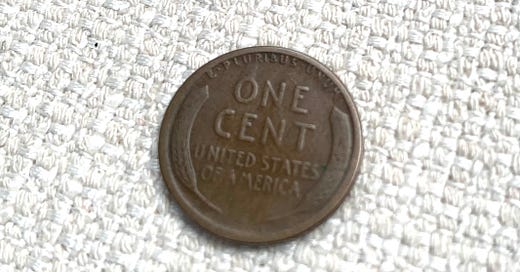 E·PLURIBUS·UNUM
ONE
CENT
UNITED STATES
OF AMERICA